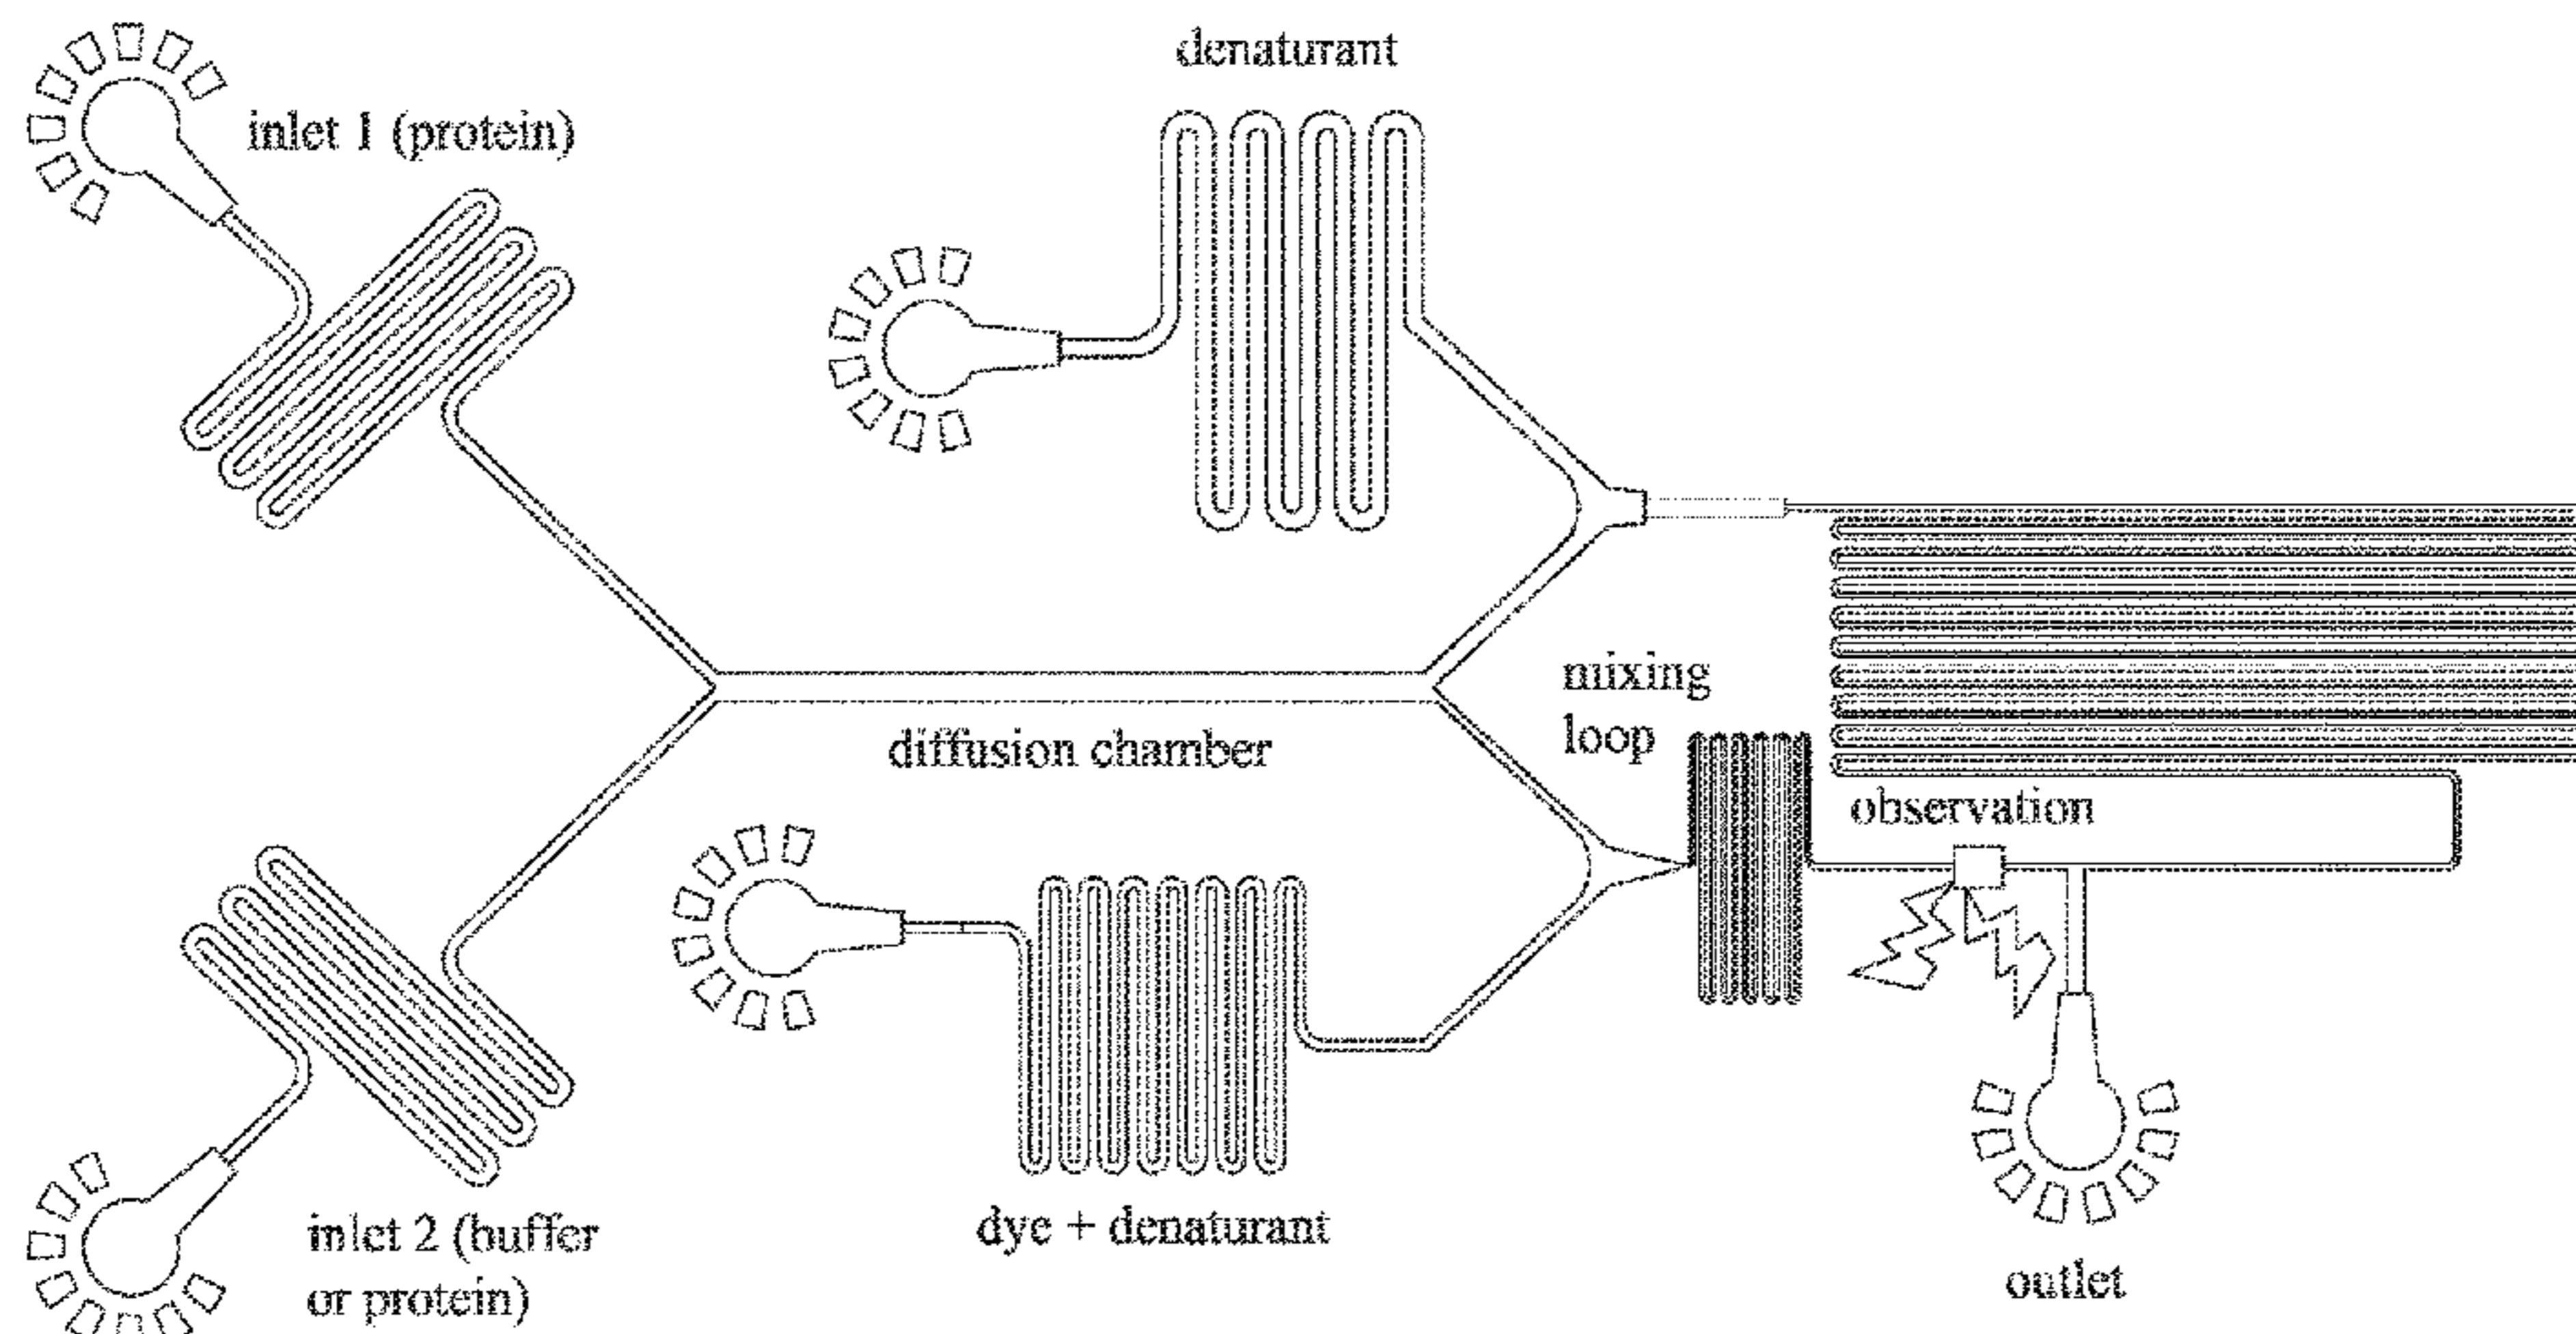 denaturant
inlet 1 (protein)
mixing
loop
diffusion chamber
observation
dye + denaturant
inlet 2 (buffer
or protein)
outlet